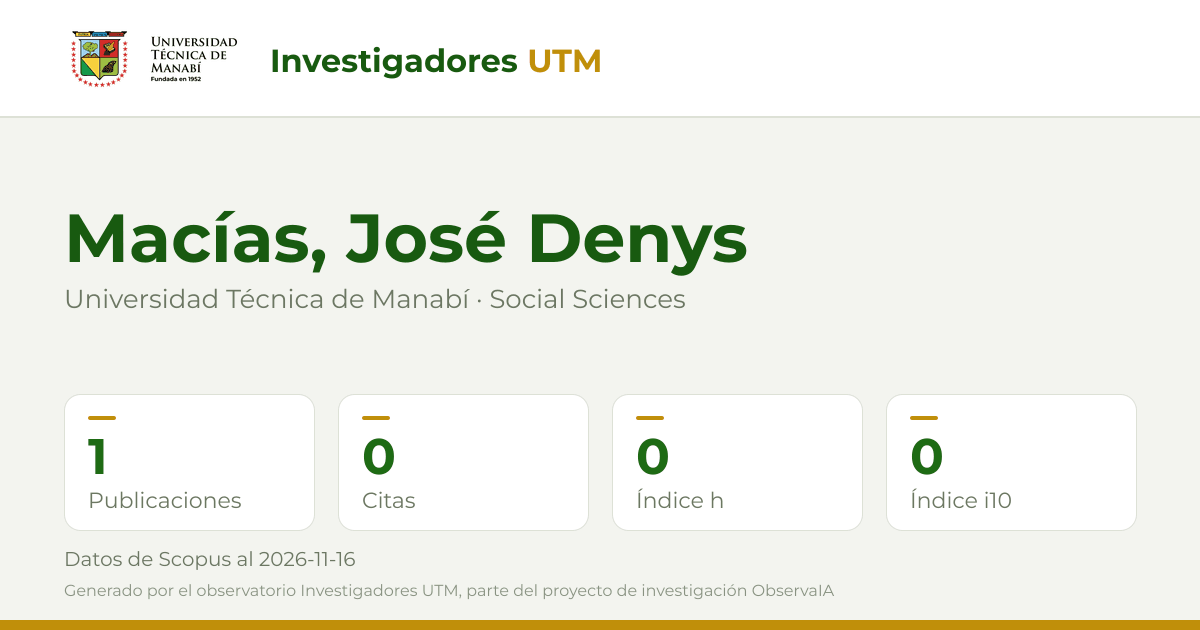 UNIVERSIDAD
TÉCNICA DE
MANABÍ
Fundada en 1952
Investigadores UTM
Macías, José Denys
Universidad Técnica de Manabí · Social Sciences
1
Publicaciones
0
Citas
0
Índice h
0
Índice i10
Datos de Scopus al 2026-11-16
Generado por el observatorio Investigadores UTM, parte del proyecto de investigación ObservaIA